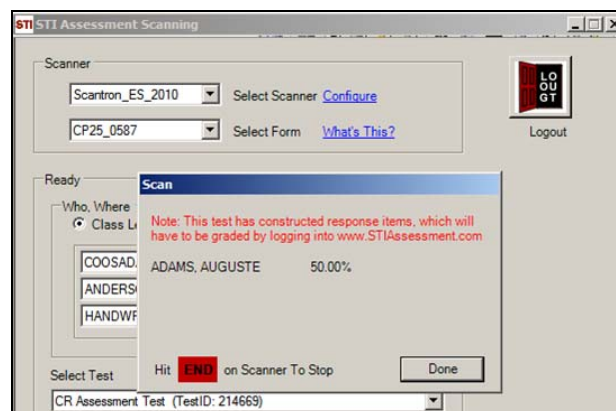 STI STI Assessment Scanning
Scanner
Scantron_ES_2010 Select Scanner Configure
CP25_0587 Select Form What's This?
LO
OU
GT
Logout
Ready
Who, Where
Class Le
COOSAD
ANDERS
HANDWF
Scan
Note: This test has constructed response items, which will
have to be graded by logging into www.STIAssessment.com
ADAMS, AUGUSTE 50.00%
Hit END on Scanner To Stop Done
Select Test
CR Assessment Test (TestID: 214669)